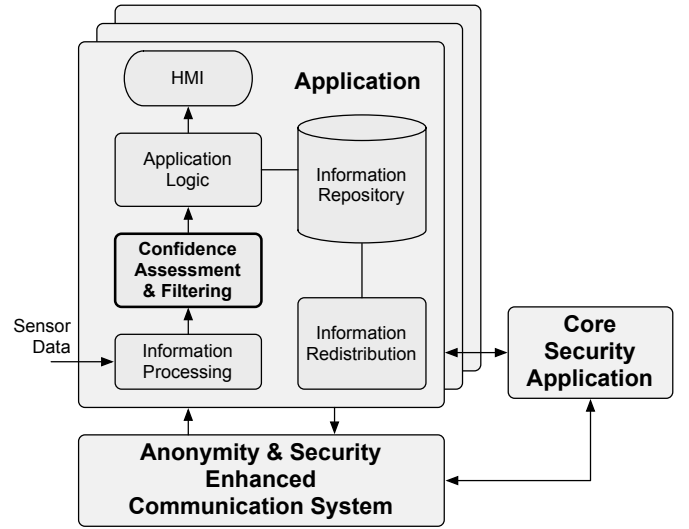 HMI
Application
Application
Logic
Information
Repository
Confidence
Assessment
& Filtering
Sensor
Data
Information
Processing
Information
Redistribution
Core
Security
Application
Anonymity & Security
Enhanced
Communication System